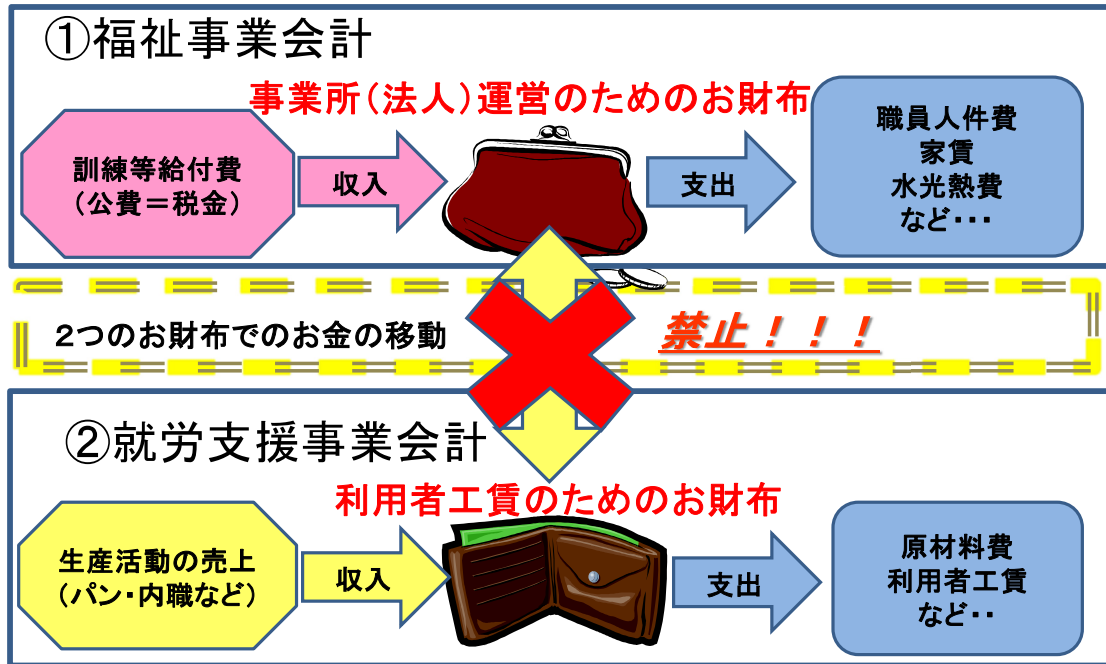 ①福祉事業会計
事業所(法人)運営のためのお財布
訓練等給付費
(公費=税金)
収入
支出
職員人件費
家賃
水光熱費
など・・・
2つのお財布でのお金の移動
禁止！！！
②就労支援事業会計
利用者工賃のためのお財布
生産活動の売上
(パン・内職など)
収入
支出
原材料費
利用者工賃
など・・